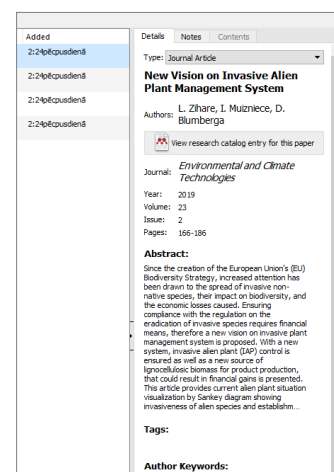 Added
2:24pēcpusdienā
2:24pēcpusdienā
2:24pēcpusdienā
2:24pēcpusdienā
Details Notes Contents
Type: Journal Article
New Vision on Invasive Alien
Plant Management System
Authors: L. Zihare, I. Muizniece, D.
Blumberga
View research catalog entry for this paper
Journal: Environmental and Climate
Technologies
Year: 2019
Volume: 23
Issue: 2
Pages: 166-186
Abstract:
Since the creation of the European Union's (EU)
Biodiversity Strategy, increased attention has
been drawn to the spread of invasive non-
native species, their impact on biodiversity, and
the economic losses caused. Ensuring
compliance with the regulation on the
eradication of invasive species requires financial
means, therefore a new vision on invasive plant
management system is proposed. With a new
system, invasive alien plant (IAP) control is
ensured as well as a new source of
lignocellulosic biomass for product production,
that could result in financial gains is presented.
This article provides current alien plant situation
visualization by Sankey diagram showing
invasiveness of alien species and establishm...
Tags:
Author Keywords: